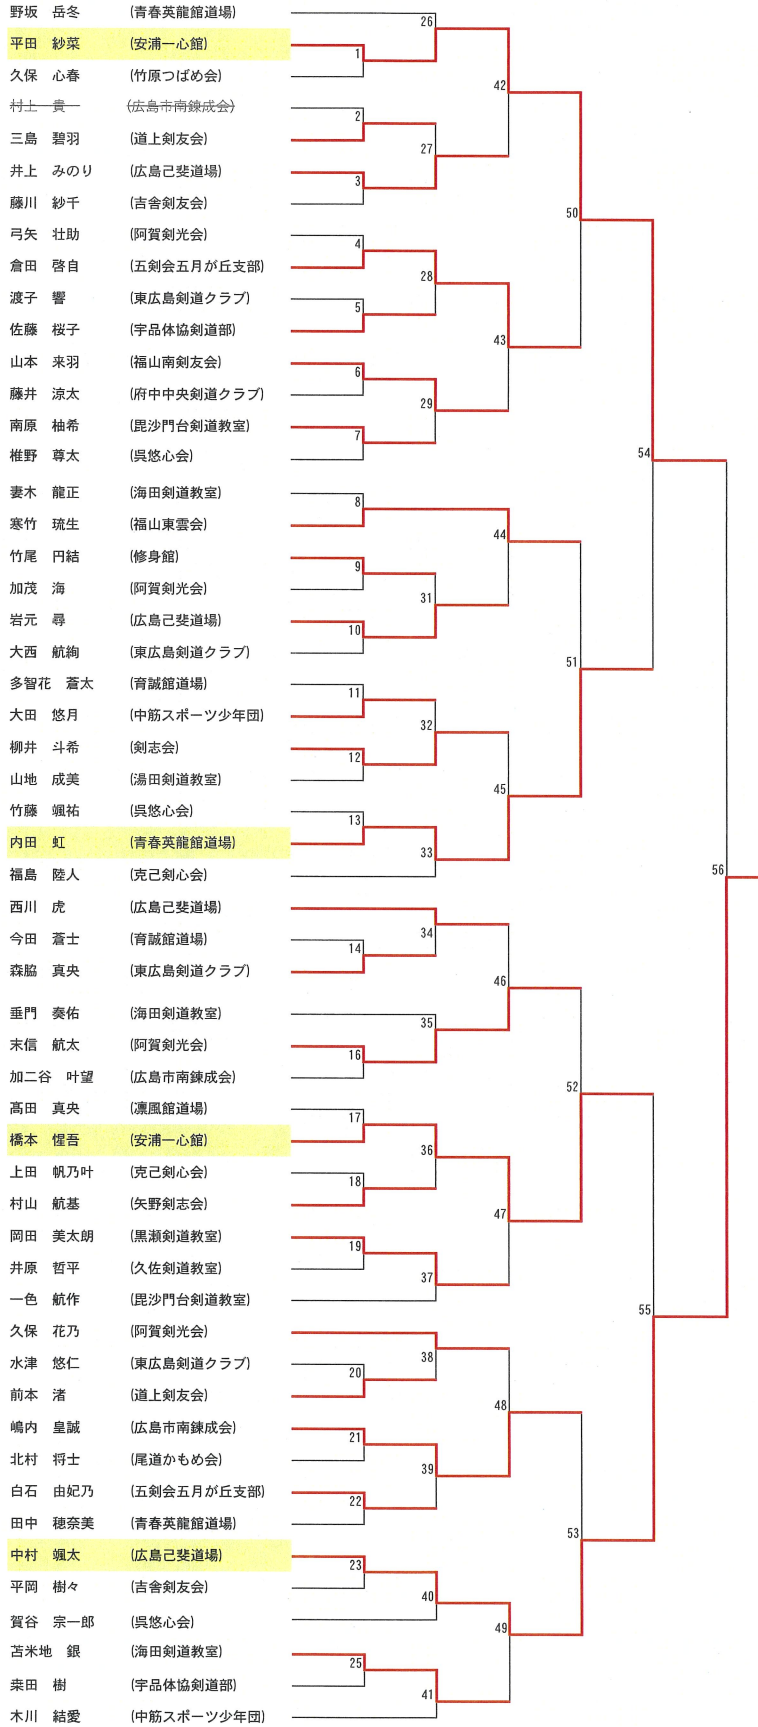 野坂 岳冬 (青春英龍館道場)
平田 紗菜 (安浦一心館)
久保 心春 (竹原つばめ会)
村上 貴 (広島市南錬成会)
三島 碧羽 (道上剣友会)
井上 みのり (広島己斐道場)
藤川 紗千 (吉舎剣友会)
弓矢 壮助 (阿賀剣光会)
倉田 啓自 (五剣会五月が丘支部)
渡子 響 (東広島剣道クラブ)
佐藤 桜子 (宇品体協剣道部)
山本 来羽 (福山南剣友会)
藤井 涼太 (府中中央剣道クラブ)
南原 柚希 (毘沙門台剣道教室)
椎野 尊太 (呉悠心会)
妻木 龍正 (海田剣道教室)
寒竹 琉生 (福山東雲会)
竹尾 円結 (修身館)
加茂 海 (阿賀剣光会)
岩元 尋 (広島己斐道場)
大西 航絢 (東広島剣道クラブ)
多智花 蒼太 (育誠館道場)
大田 悠月 (中筋スポーツ少年団)
柳井 斗希 (剣志会)
山地 成美 (湯田剣道教室)
竹藤 颯祐 (呉悠心会)
内田 虹 (青春英龍館道場)
福島 陸人 (克己剣心会)
西川 虎 (広島己斐道場)
今田 蒼士 (育誠館道場)
森脇 真央 (東広島剣道クラブ)
垂門 奏佑 (海田剣道教室)
末信 航太 (阿賀剣光会)
加二谷 叶望 (広島市南錬成会)
髙田 真央 (凛風館道場)
橋本 惺吾 (安浦一心館)
上田 帆乃叶 (克己剣心会)
村山 航基 (矢野剣志会)
岡田 美太朗 (黒瀬剣道教室)
井原 哲平 (久佐剣道教室)
一色 航作 (毘沙門台剣道教室)
久保 花乃 (阿賀剣光会)
水津 悠仁 (東広島剣道クラブ)
前本 渚 (道上剣友会)
嶋内 皇誠 (広島市南錬成会)
北村 将士 (尾道かもめ会)
白石 由妃乃 (五剣会五月が丘支部)
田中 穂奈美 (青春英龍館道場)
中村 颯太 (広島己斐道場)
平岡 樹々 (吉舎剣友会)
賀谷 宗一郎 (呉悠心会)
苫米地 銀 (海田剣道教室)
桒田 樹 (宇品体協剣道部)
木川 結愛 (中筋スポーツ少年団)
1
2
3
4
5
6
7
8
9
10
11
12
13
14
16
17
18
19
20
21
22
23
25
26
27
28
29
31
32
33
34
35
36
37
38
39
40
41
42
43
44
45
46
47
48
49
50
51
52
53
54
55
56